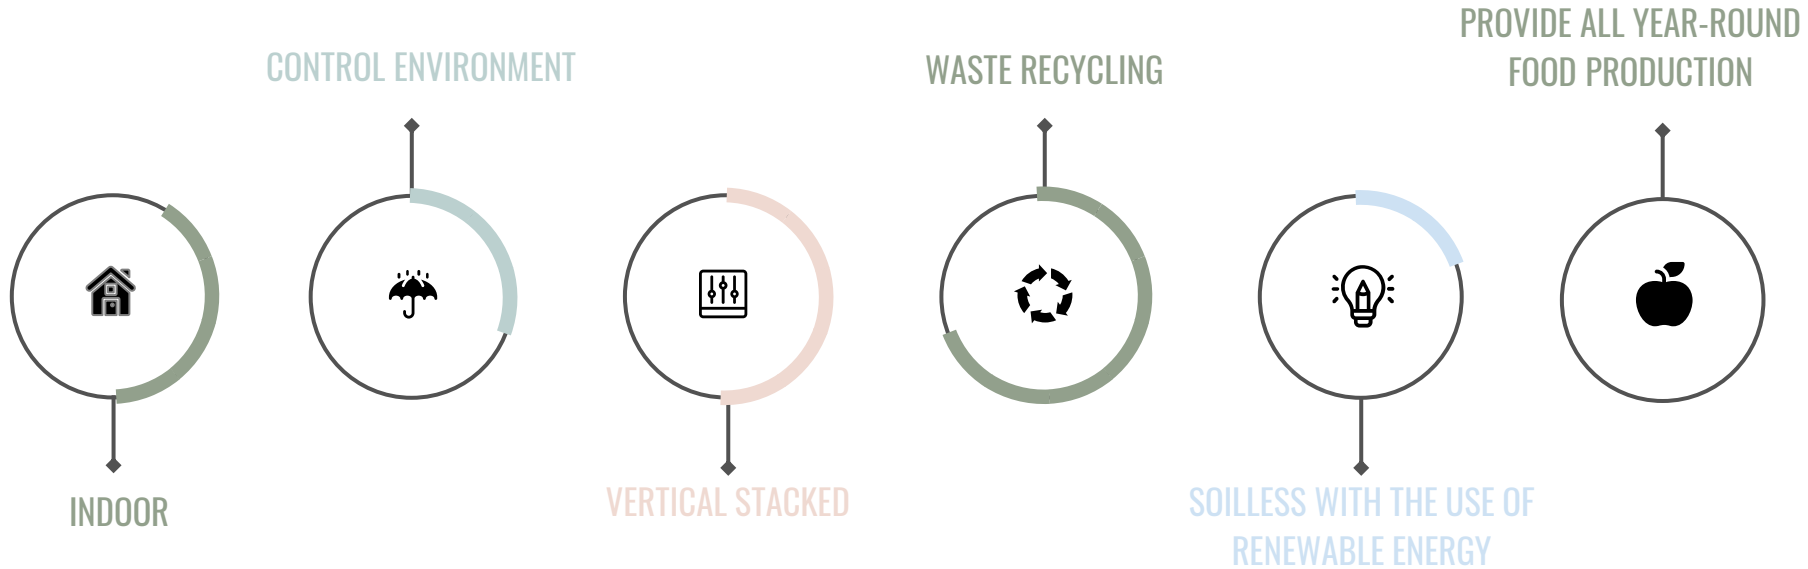 INDOOR
CONTROL ENVIRONMENT
VERTICAL STACKED
WASTE RECYCLING
SOILLESS WITH THE USE OF
RENEWABLE ENERGY
PROVIDE ALL YEAR-ROUND
FOOD PRODUCTION